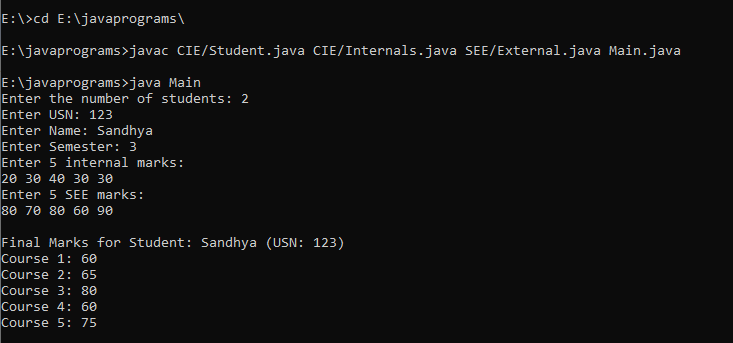 E:\>cd E:\javaprograms\
E:\javaprograms>javac CIE/Student.java CIE/Internals.java SEE/External.java Main.java
E:\javaprograms>java Main
Enter the number of students: 2
Enter USN: 123
Enter Name: Sandhya
Enter Semester: 3
Enter 5 internal marks:
20 30 40 30 30
Enter 5 SEE marks:
80 70 80 60 90
Final Marks for Student: Sandhya (USN: 123)
Course 1: 60
Course 2: 65
Course 3: 80
Course 4: 60
Course 5: 75